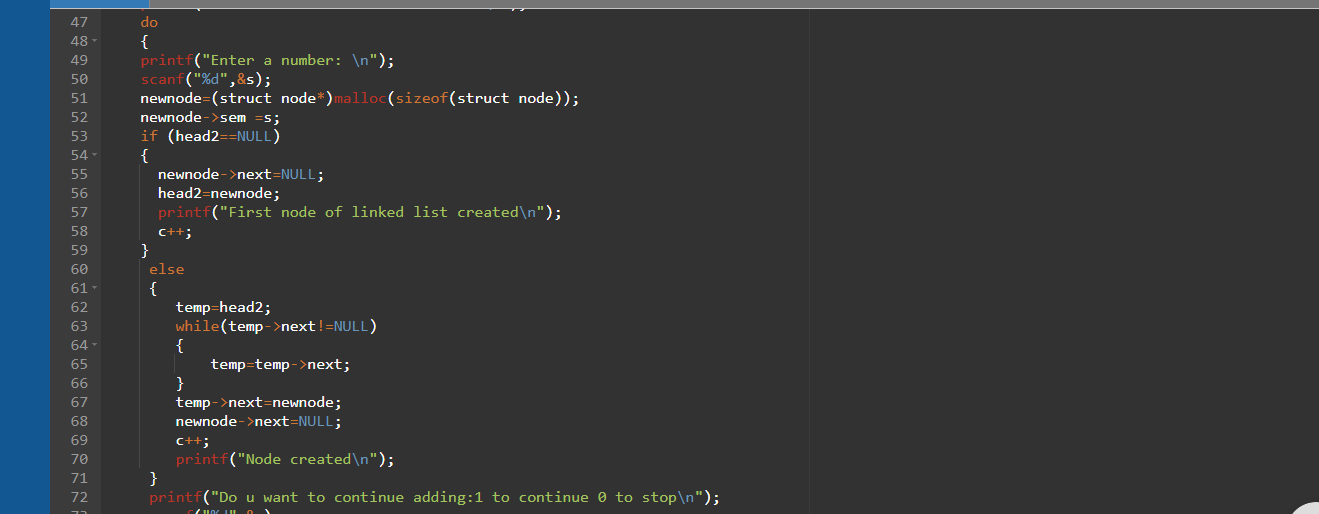 47 do
48 {
49 printf("Enter a number: \n");
50 scanf("%d",&s);
51 newnode=(struct node*)malloc(sizeof(struct node));
52 newnode->sem =s;
53 if (head2==NULL)
54 {
55 newnode->next=NULL;
56 head2=newnode;
57 printf("First node of linked list created\n");
58 c++;
59 }
60 else
61 {
62 temp=head2;
63 while(temp->next!=NULL)
64 {
65 temp=temp->next;
66 }
67 temp->next=newnode;
68 newnode->next=NULL;
69 c++;
70 printf("Node created\n");
71 }
72 printf("Do u want to continue adding:1 to continue 0 to stop\n");